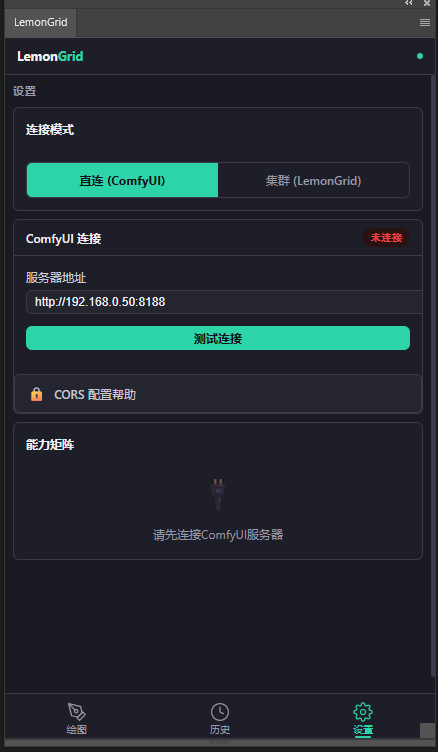 LemonGrid
LemonGrid
设置
连接模式
直连 (ComfyUI)
集群 (LemonGrid)
ComfyUI 连接
未连接
服务器地址
http://192.168.0.50:8188
测试连接
CORS 配置帮助
能力矩阵
请先连接ComfyUI服务器
绘图
历史
设置